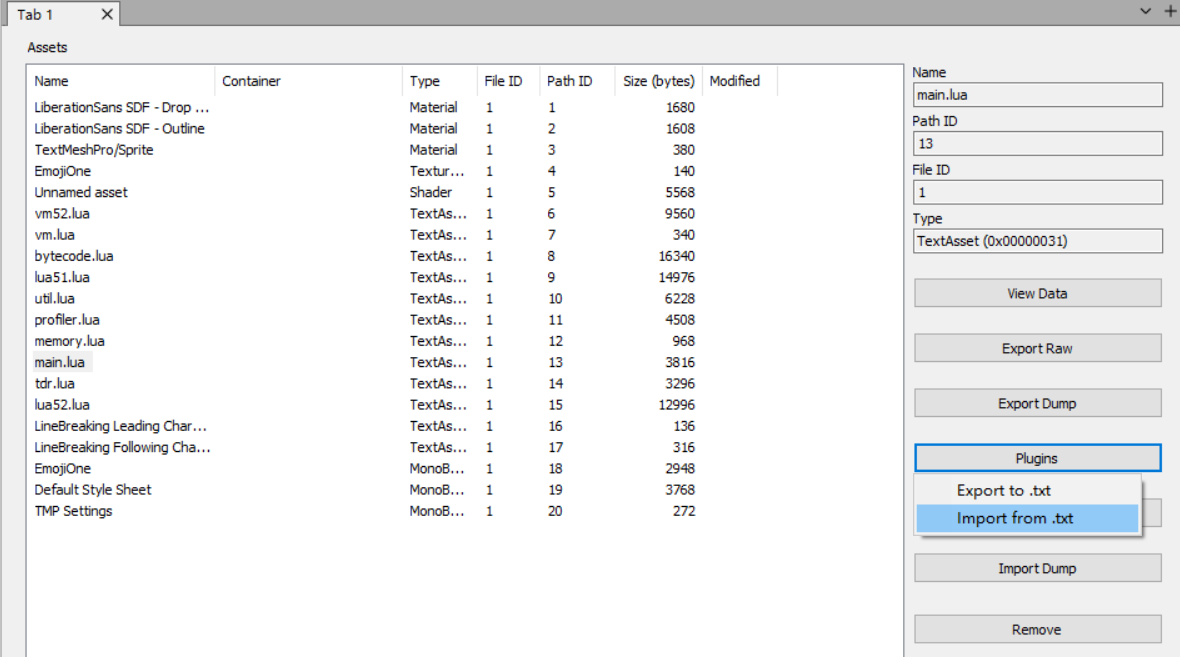 Tab 1
Assets
Name Container Type File ID Path ID Size (bytes) Modified
LiberationSans SDF - Drop ... Material 1 1 1680
LiberationSans SDF - Outline Material 1 2 1608
TextMeshPro/Sprite Material 1 3 380
EmojiOne Textur... 1 4 140
Unnamed asset Shader 1 5 5568
vm52.lua TextAs... 1 6 9560
vm.lua TextAs... 1 7 340
bytecode.lua TextAs... 1 8 16340
lua51.lua TextAs... 1 9 14976
util.lua TextAs... 1 10 6228
profiler.lua TextAs... 1 11 4508
memory.lua TextAs... 1 12 968
main.lua TextAs... 1 13 3816
tdr.lua TextAs... 1 14 3296
lua52.lua TextAs... 1 15 12996
LineBreaking Leading Char... TextAs... 1 16 136
LineBreaking Following Cha... TextAs... 1 17 316
EmojiOne MonoB... 1 18 2948
Default Style Sheet MonoB... 1 19 3768
TMP Settings MonoB... 1 20 272
Name
main.lua
Path ID
13
File ID
1
Type
TextAsset (0x00000031)
View Data
Export Raw
Export Dump
Plugins
Export to .txt
Import from .txt
Import Dump
Remove